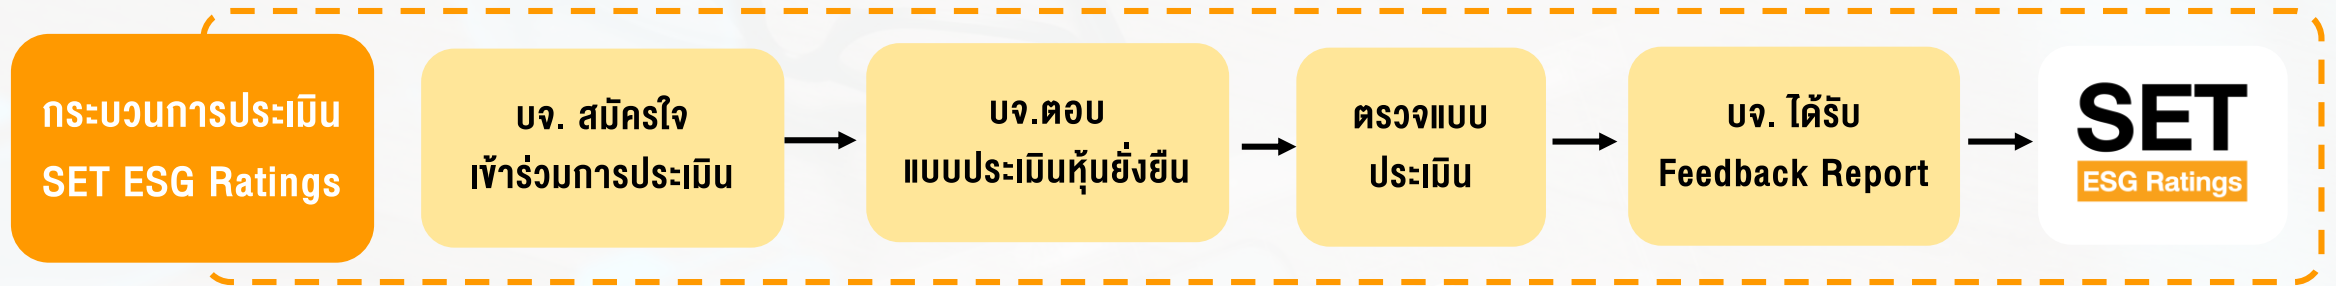 กระบวนการประเมิน
SET ESG Ratings
บจ. สมัครใจ
เข้าร่วมการประเมิน
บจ.ตอบ
แบบประเมินหุ้นยั่งยืน
ตรวจแบบ
ประเมิน
บจ. ได้รับ
Feedback Report
SET
ESG Ratings